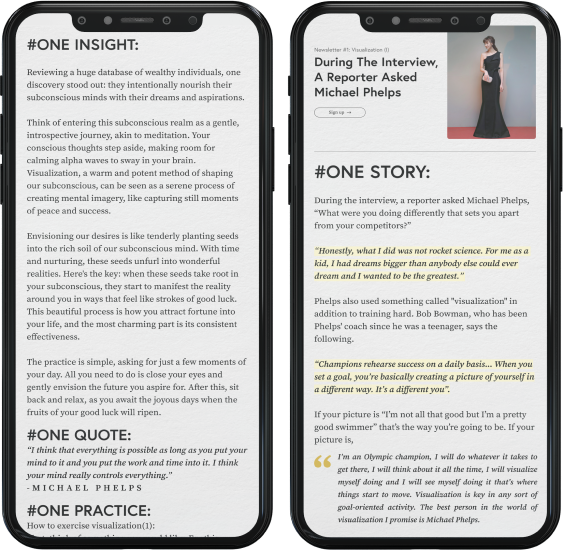 #ONE INSIGHT:
Reviewing a huge database of wealthy individuals, one
discovery stood out: they intentionally nourish their
subconscious minds with their dreams and aspirations.
Think of entering this subconscious realm as a gentle,
introspective journey, akin to meditation. Your
conscious thoughts step aside, making room for
calming alpha waves to sway in your brain.
Visualization, a warm and potent method of shaping
our subconscious, can be seen as a serene process of
creating mental imagery, like capturing still moments
of peace and success.
Envisioning our desires is like tenderly planting seeds
into the rich soil of our subconscious mind. With time
and nurturing, these seeds unfurl into wonderful
realities. Here's the key: when these seeds take root in
your subconscious, they start to manifest the reality
around you in ways that feel like strokes of good luck.
This beautiful process is how you attract fortune into
your life, and the most charming part is its consistent
effectiveness.
The practice is simple, asking for just a few moments of
your day. All you need to do is close your eyes and
gently envision the future you aspire for. After this, sit
back and relax, as you await the joyous days when the
fruits of your good luck will ripen.
#ONE QUOTE:
"I think that everything is possible as long as you put your
mind to it and you put the work and time into it. I think
your mind really controls everything."
- MICHAEL PHELPS
#ONE PRACTICE:
How to exercise visualization(1):
Newsletter #1: Visualization (I)
During The Interview,
A Reporter Asked
Michael Phelps
Sign up →
#ONE STORY:
During the interview, a reporter asked Michael Phelps,
"What were you doing differently that sets you apart
from your competitors?"
"Honestly, what I did was not rocket science. For me as a
kid, I had dreams bigger than anybody else could ever
dream and I wanted to be the greatest."
Phelps also used something called "visualization" in
addition to training hard. Bob Bowman, who has been
Phelps' coach since he was a teenager, says the
following.
"Champions rehearse success on a daily basis... When you
set a goal, you're basically creating a picture of yourself in
a different way. It's a different you".
If your picture is "I'm not all that good but I'm a pretty
good swimmer" that's the way you're going to be. If your
picture is,
“ I'm an Olympic champion, I will do whatever it takes to
get there, I will think about it all the time, I will visualize
myself doing and I will see myself doing it that's where
things start to move. Visualization is key in any sort of
goal-oriented activity. The best person in the world for
visualization I promise is Michael Phelps.